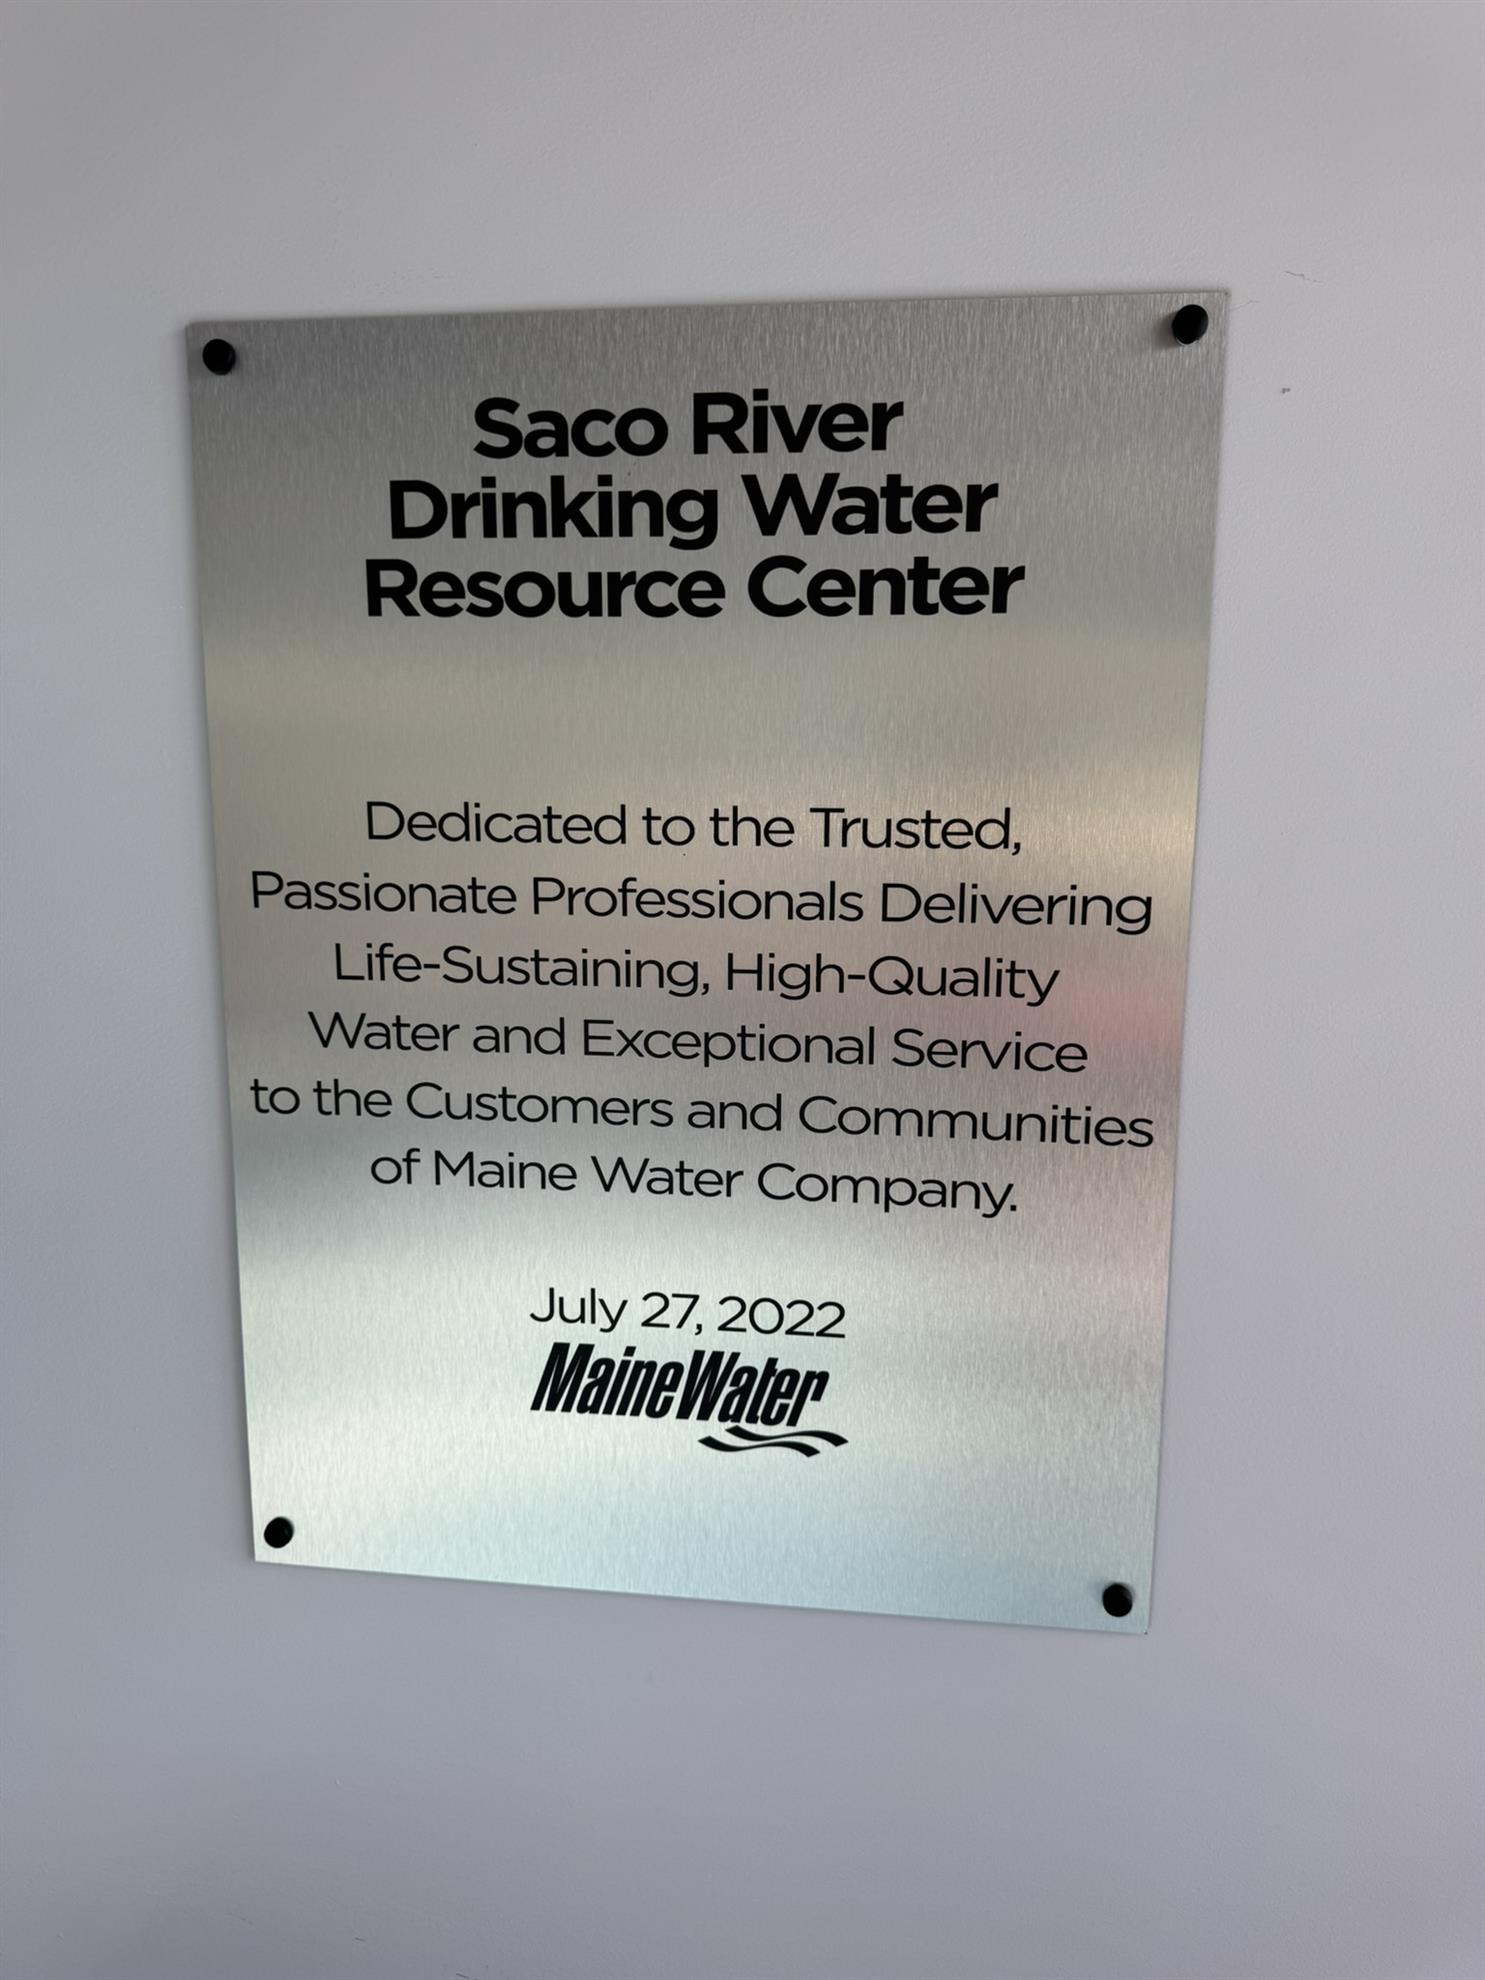 Saco River
Drinking Water
Resource Center
Dedicated to the Trusted,
Passionate Professionals Delivering
Life-Sustaining, High-Quality
Water and Exceptional Service
to the Customers and Communities
of Maine Water Company.
July 27, 2022
MaineWater